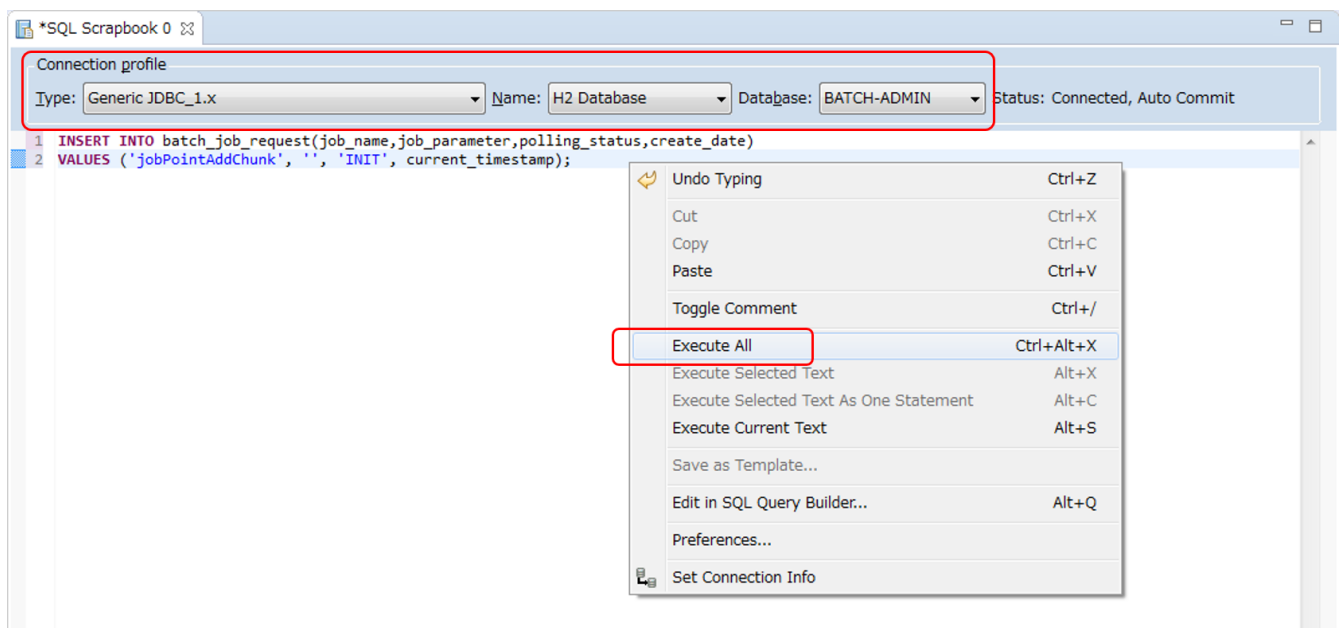 *SQL Scrapbook 0
Connection profile
Type: Generic JDBC_1.x Name: H2 Database Database: BATCH-ADMIN Status: Connected, Auto Commit
1 INSERT INTO batch_job_request(job_name,job_parameter,polling_status,create_date)
2 VALUES ('jobPointAddChunk', '', 'INIT', current_timestamp);
Undo Typing Ctrl+Z
Cut Ctrl+X
Copy Ctrl+C
Paste Ctrl+V
Toggle Comment Ctrl+/
Execute All Ctrl+Alt+X
Execute Selected Text Alt+X
Execute Selected Text As One Statement Alt+C
Execute Current Text Alt+S
Save as Template...
Edit in SQL Query Builder... Alt+Q
Preferences...
Set Connection Info